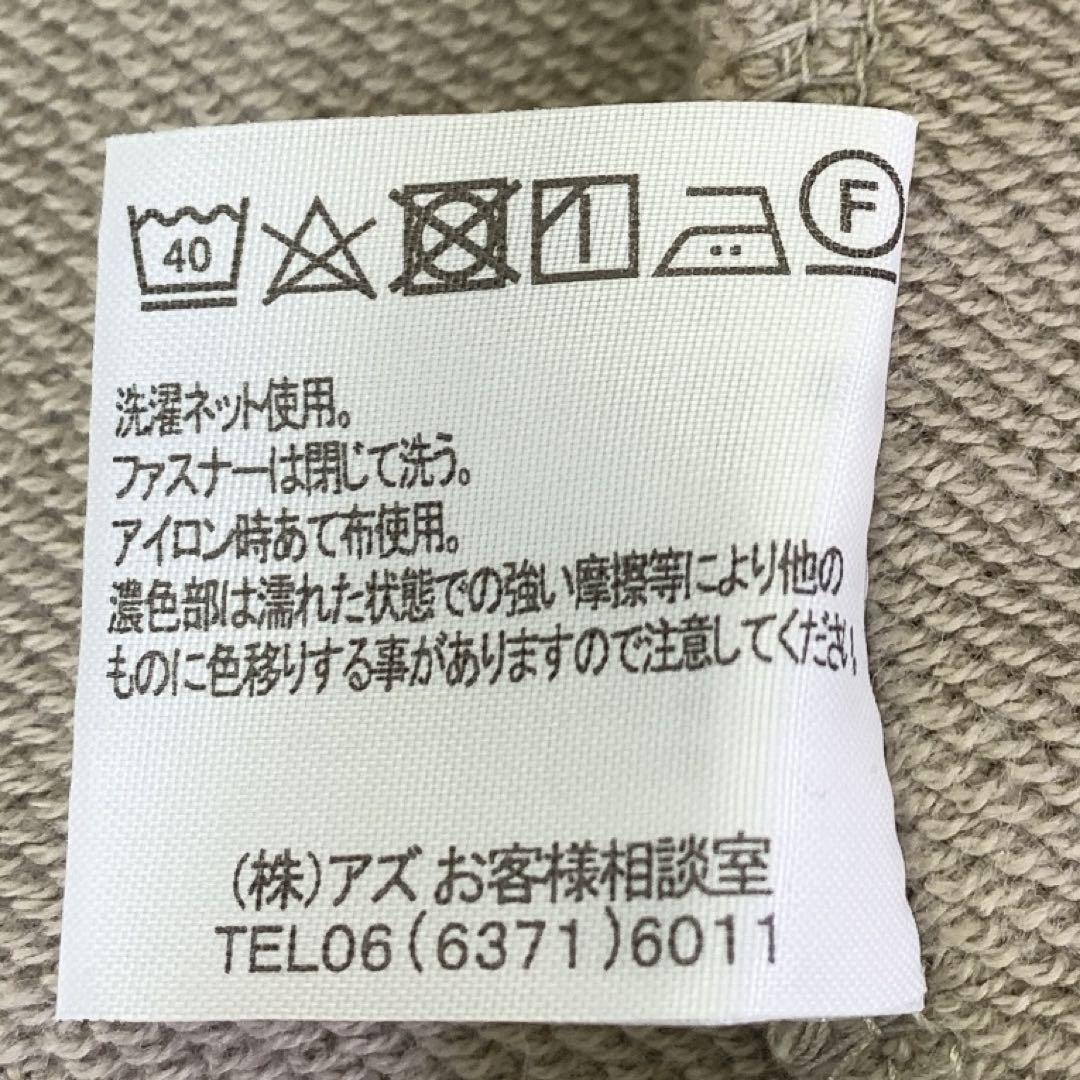 40 F
洗濯ネット使用。
ファスナーは閉じて洗う。
アイロン時あて布使用。
濃色部は濡れた状態での強い摩擦等により他の
ものに色移りする事がありますので注意してください。
(株)アズ お客様相談室
TEL06(6371)6011